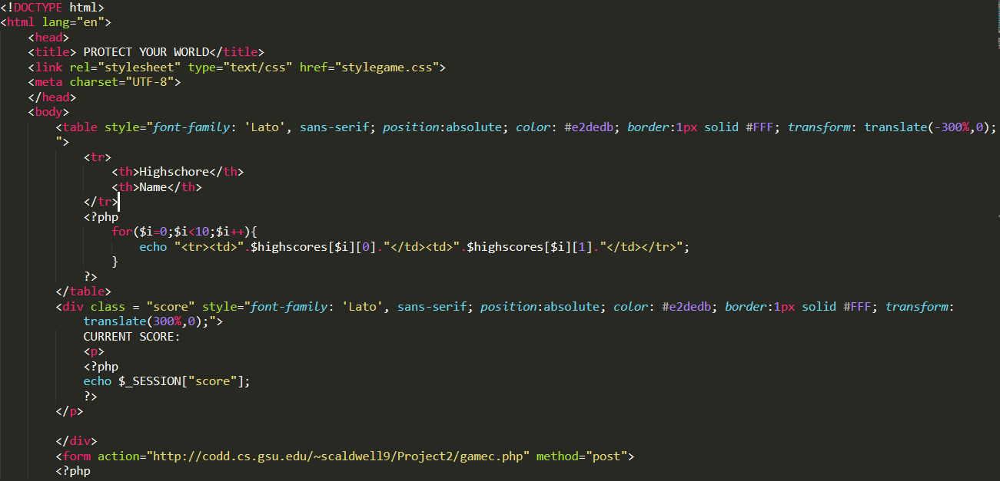 <!DOCTYPE html>
<html lang="en">
    <head>
    <title> PROTECT YOUR WORLD</title>
    <link rel="stylesheet" type="text/css" href="stylegame.css">
    <meta charset="UTF-8">
    </head>
    <body>
        <table style="font-family: 'Lato', sans-serif; position:absolute; color: #e2dedb; border:1px solid #FFF; transform: translate(-300%,0);
        ">
            <tr>
                <th>Highschore</th>
                <th>Name</th>
            </tr>
            <?php
                for($i=0;$i<10;$i++){
                    echo "<tr><td>".$highscores[$i][0]."</td><td>".$highscores[$i][1]."</td></tr>";
                }
            ?>
        </table>
        <div class = "score" style="font-family: 'Lato', sans-serif; position:absolute; color: #e2dedb; border:1px solid #FFF; transform:
            translate(300%,0);">
            CURRENT SCORE:
            <p>
            <?php
            echo $_SESSION["score"];
            ?>
        </p>

        </div>
        <form action="http://codd.cs.gsu.edu/~scaldwell9/Project2/gamec.php" method="post">
        <?php